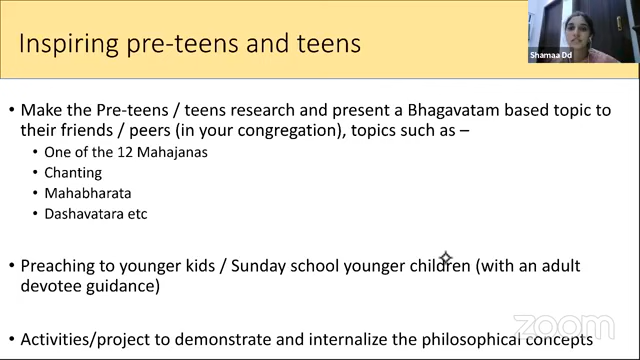 Inspiring pre-teens and teens
Shamaa Dd
• Make the Pre-teens / teens research and present a Bhagavatam based topic to
their friends / peers (in your congregation), topics such as –
• One of the 12 Mahajanas
• Chanting
• Mahabharata
• Dashavatara etc
• Preaching to younger kids / Sunday school younger children (with an adult
devotee guidance)
• Activities/project to demonstrate and internalize the philosophical concepts
zoom